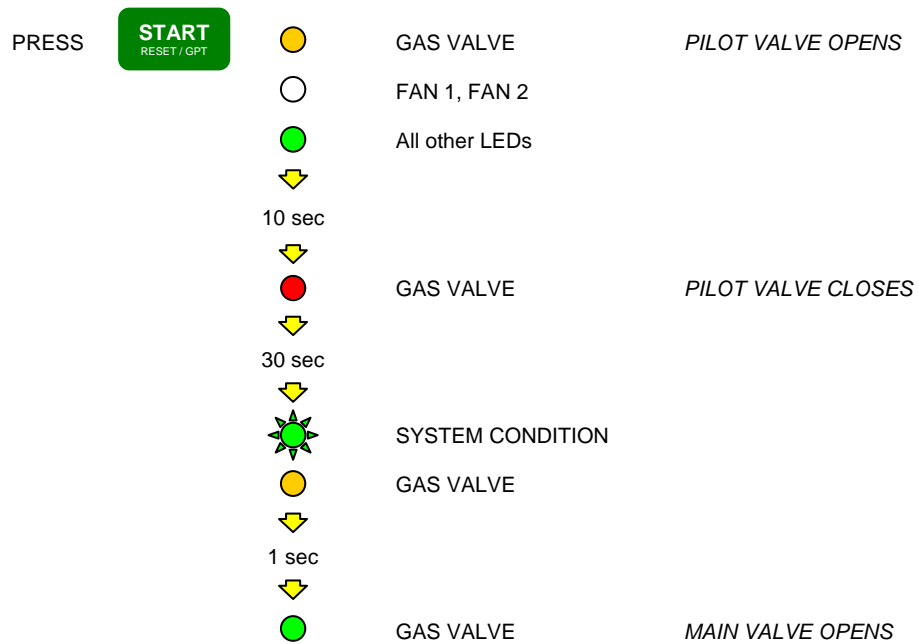 PRESS START GAS VALVE PILOT VALVE OPENS
RESET / GPT
FAN 1, FAN 2
All other LEDs
10 sec
GAS VALVE PILOT VALVE CLOSES
30 sec
SYSTEM CONDITION
GAS VALVE
1 sec
GAS VALVE MAIN VALVE OPENS